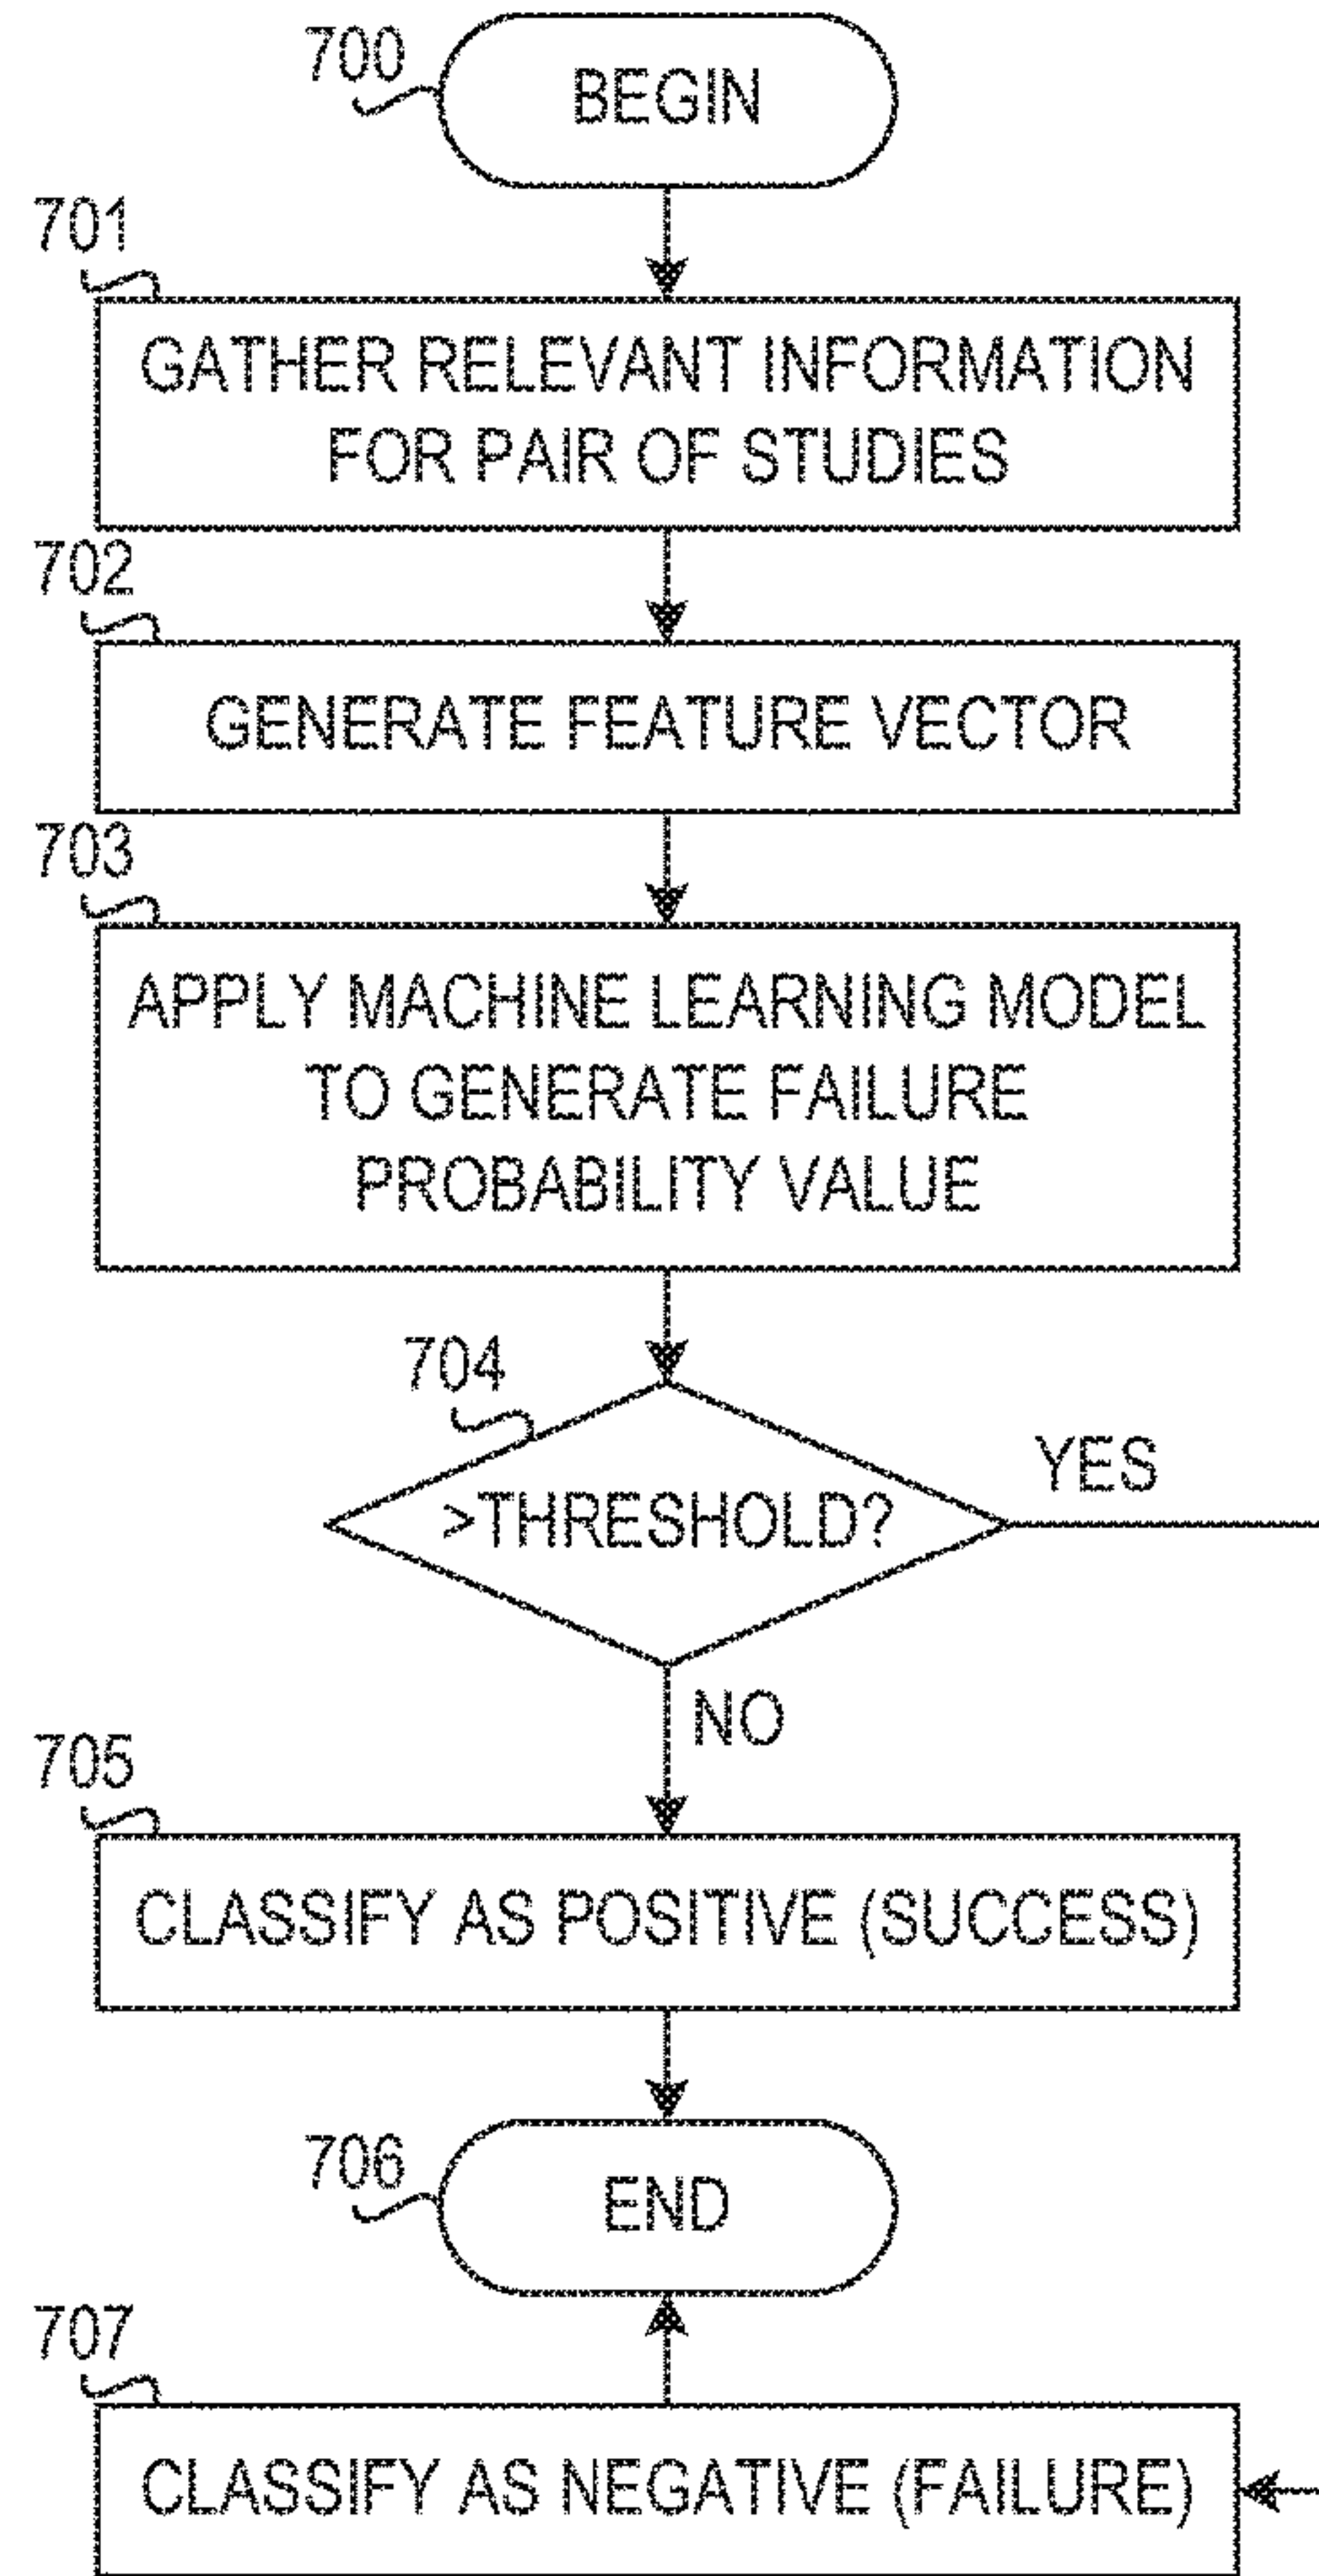 700
BEGIN
701
GATHER RELEVANT INFORMATION
FOR PAIR OF STUDIES
702
GENERATE FEATURE VECTOR
703
APPLY MACHINE LEARNING MODEL
TO GENERATE FAILURE
PROBABILITY VALUE
704
>THRESHOLD?
YES
NO
705
CLASSIFY AS POSITIVE (SUCCESS)
706
END
707
CLASSIFY AS NEGATIVE (FAILURE)